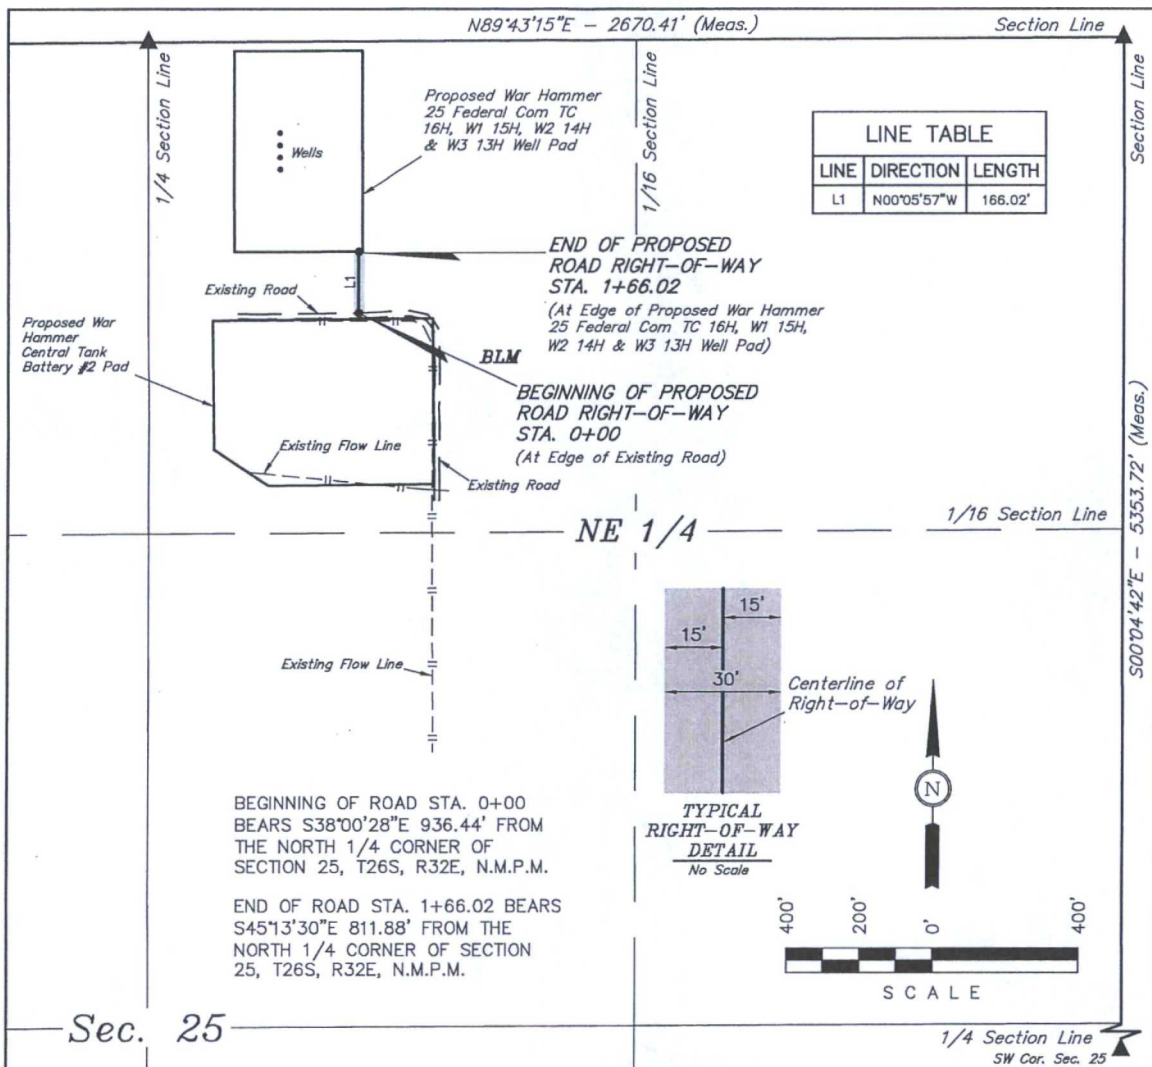 N89°43'15"E - 2670.41' (Meas.)
Section Line
1/4 Section Line
Proposed War Hammer
25 Federal Com TC
16H, W1 15H, W2 14H
& W3 13H Well Pad
Wells
1/16 Section Line
LINE TABLE
LINE DIRECTION LENGTH
L1 N00°05'57"W 166.02'
Section Line
END OF PROPOSED
ROAD RIGHT-OF-WAY
STA. 1+66.02
(At Edge of Proposed War Hammer
25 Federal Com TC 16H, W1 15H,
W2 14H & W3 13H Well Pad)
L1
Existing Road
Proposed War
Hammer
Central Tank
Battery #2 Pad
BLM
BEGINNING OF PROPOSED
ROAD RIGHT-OF-WAY
STA. 0+00
(At Edge of Existing Road)
Existing Flow Line
Existing Road
S00°04'42"E - 5353.72' (Meas.)
1/16 Section Line
NE 1/4
15'
15'
30'
Centerline of
Right-of-Way
Existing Flow Line
TYPICAL
RIGHT-OF-WAY
DETAIL
No Scale
N
BEGINNING OF ROAD STA. 0+00
BEARS S38°00'28"E 936.44' FROM
THE NORTH 1/4 CORNER OF
SECTION 25, T26S, R32E, N.M.P.M.
END OF ROAD STA. 1+66.02 BEARS
S45°13'30"E 811.88' FROM THE
NORTH 1/4 CORNER OF SECTION
25, T26S, R32E, N.M.P.M.
400' 200' 0' 400'
SCALE
Sec. 25
1/4 Section Line
SW Cor. Sec. 25